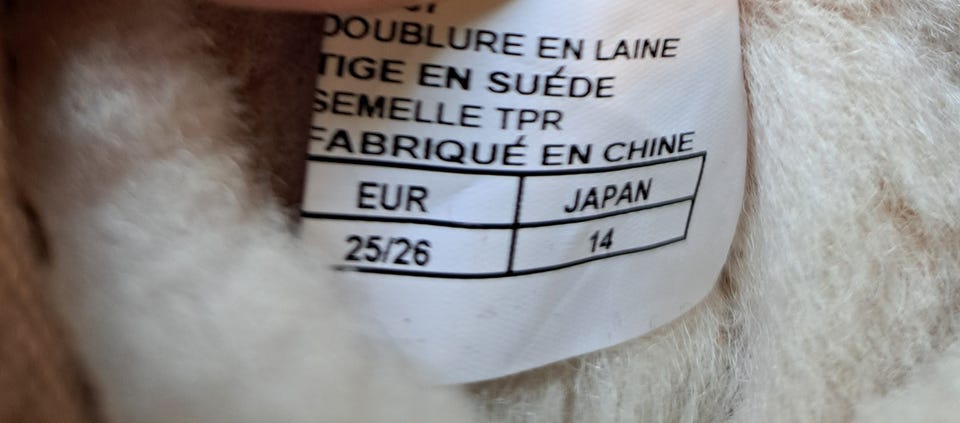 DOUBLURE EN LAINE
TIGE EN SUÉDE
SEMELLE TPR
FABRIQUÉ EN CHINE
EUR JAPAN
25/26 14